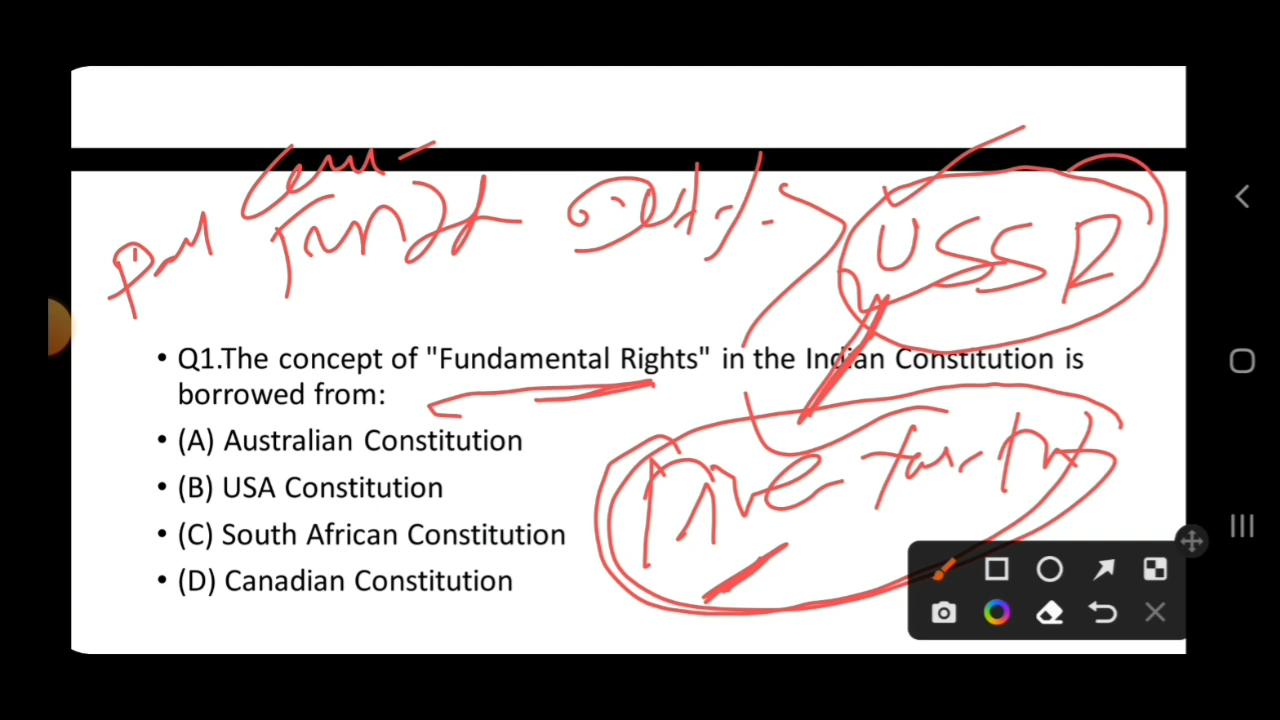 USSR
• Q1.The concept of "Fundamental Rights" in the Indian Constitution is
borrowed from:
• (A) Australian Constitution
• (B) USA Constitution
• (C) South African Constitution
• (D) Canadian Constitution